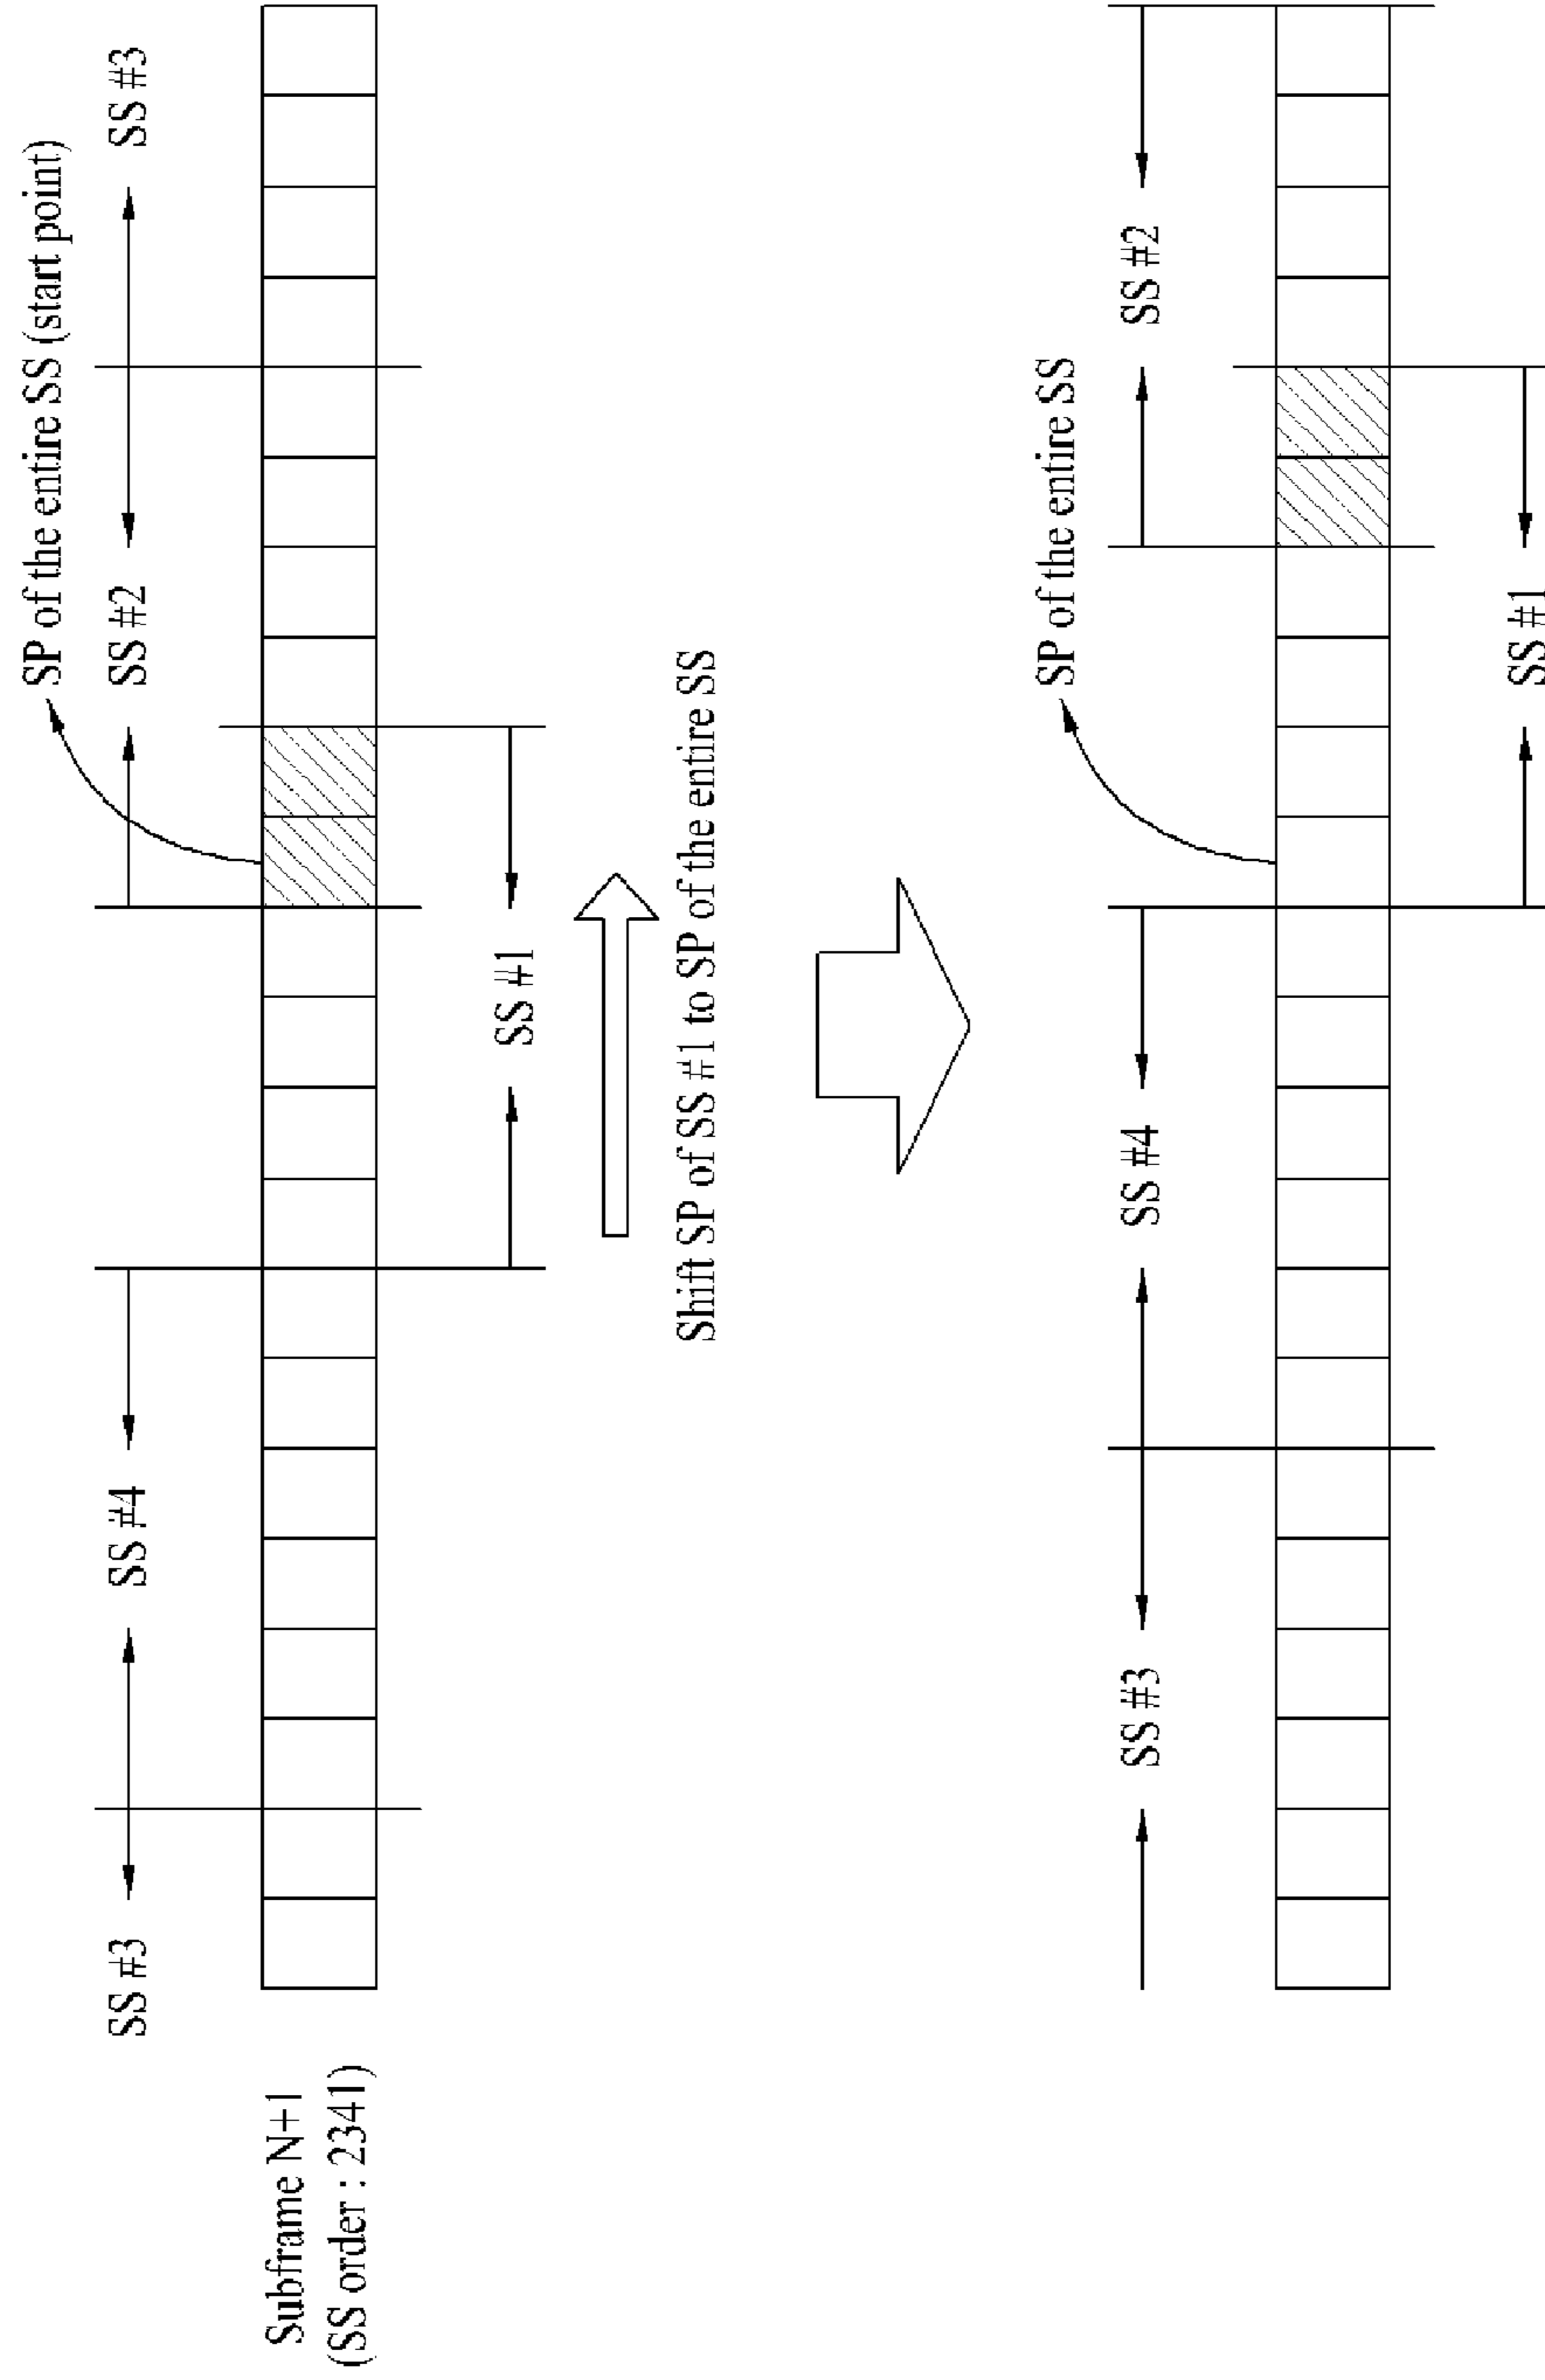 SP of the entire SS (start point)
SS #3
SS #4
SS #2
SS #3
Subframe N+1
(SS order : 2341)
SS #1
Shift SP of SS #1 to SP of the entire SS
SP of the entire SS
SS #3
SS #4
SS #2
SS #1